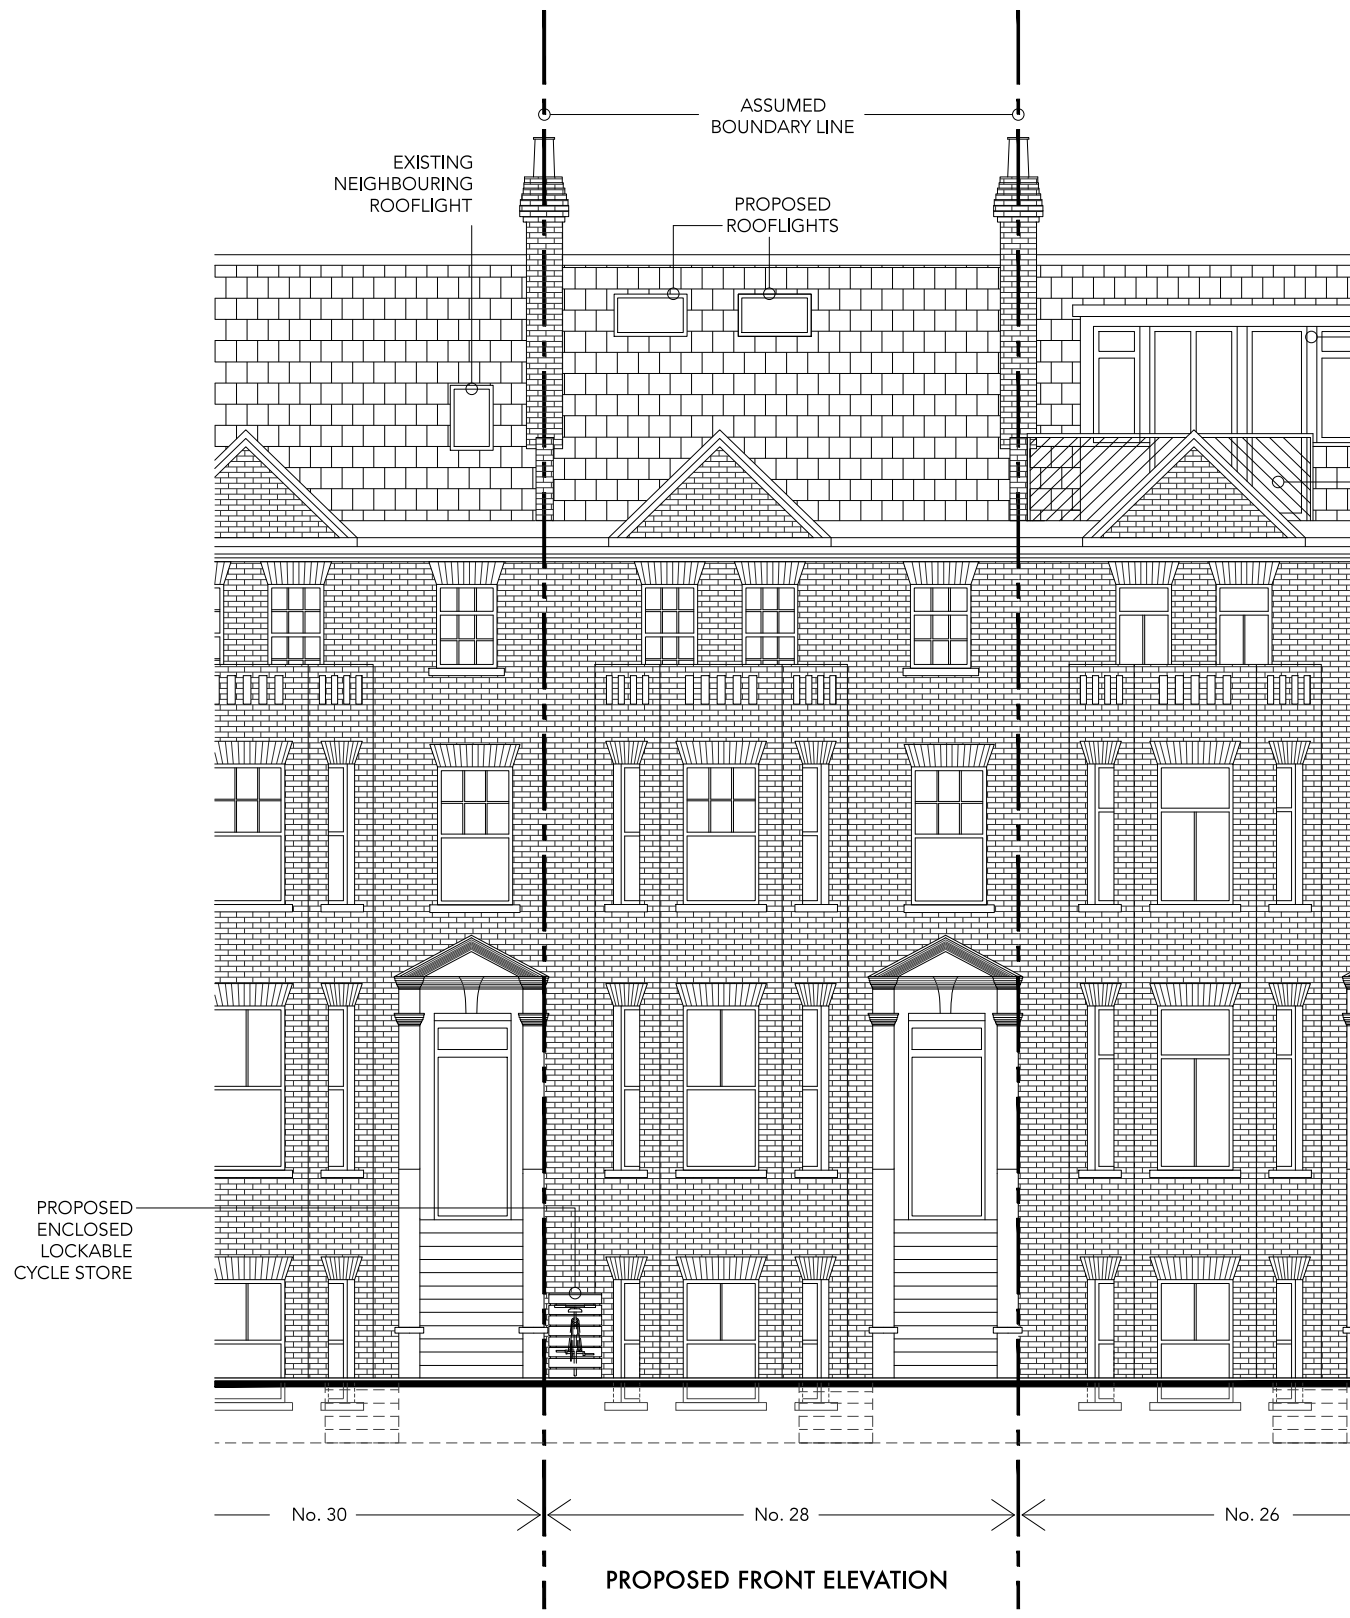 ASSUMED
BOUNDARY LINE
EXISTING
NEIGHBOURING
ROOFLIGHT
PROPOSED
ROOFLIGHTS
PROPOSED
ENCLOSED
LOCKABLE
CYCLE STORE
No. 30
No. 28
No. 26
PROPOSED FRONT ELEVATION